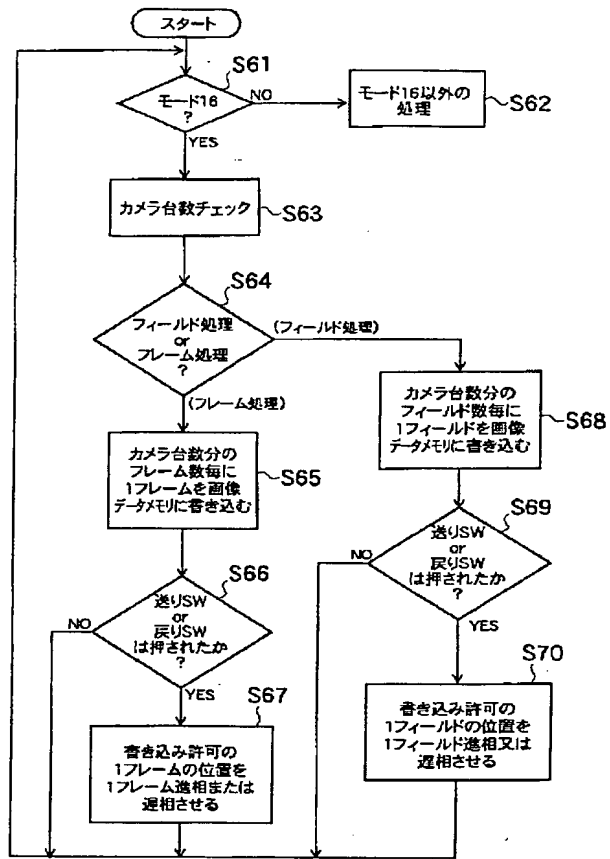 スタート
S61
モード16
?
NO
YES
モード16以外の
処理
S62
カメラ台数チェック
S63
S64
フィールド処理
or
フレーム処理
?
(フィールド処理)
(フレーム処理)
カメラ台数分の
フレーム数毎に
1フレームを画像
データメモリに書き込む
S65
カメラ台数分の
フィールド数毎に
1フィールドを画像
データメモリに書き込む
S68
S66
送りSW
or
戻りSW
は押されたか
?
NO
YES
S69
送りSW
or
戻りSW
は押されたか
?
NO
YES
S67
書き込み許可の
1フレームの位置を
1フレーム進相または
遅相させる
S70
書き込み許可の
1フィールドの位置を
1フィールド進相又は
遅相させる